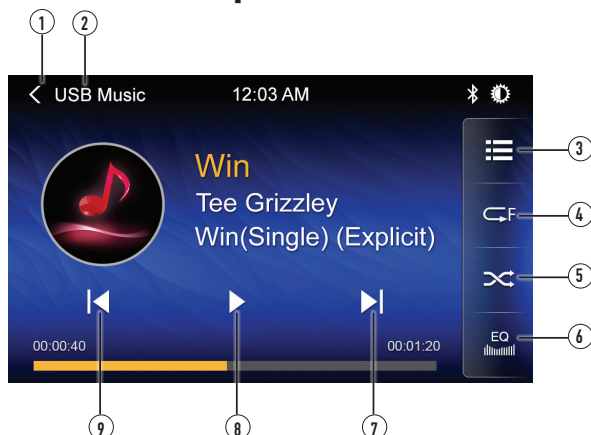 1 2
USB Music 12:03 AM
3
Win
Tee Grizzley
F 4
Win(Single) (Explicit)
5
EQ 6
00:00:40 00:01:20
9 8 7